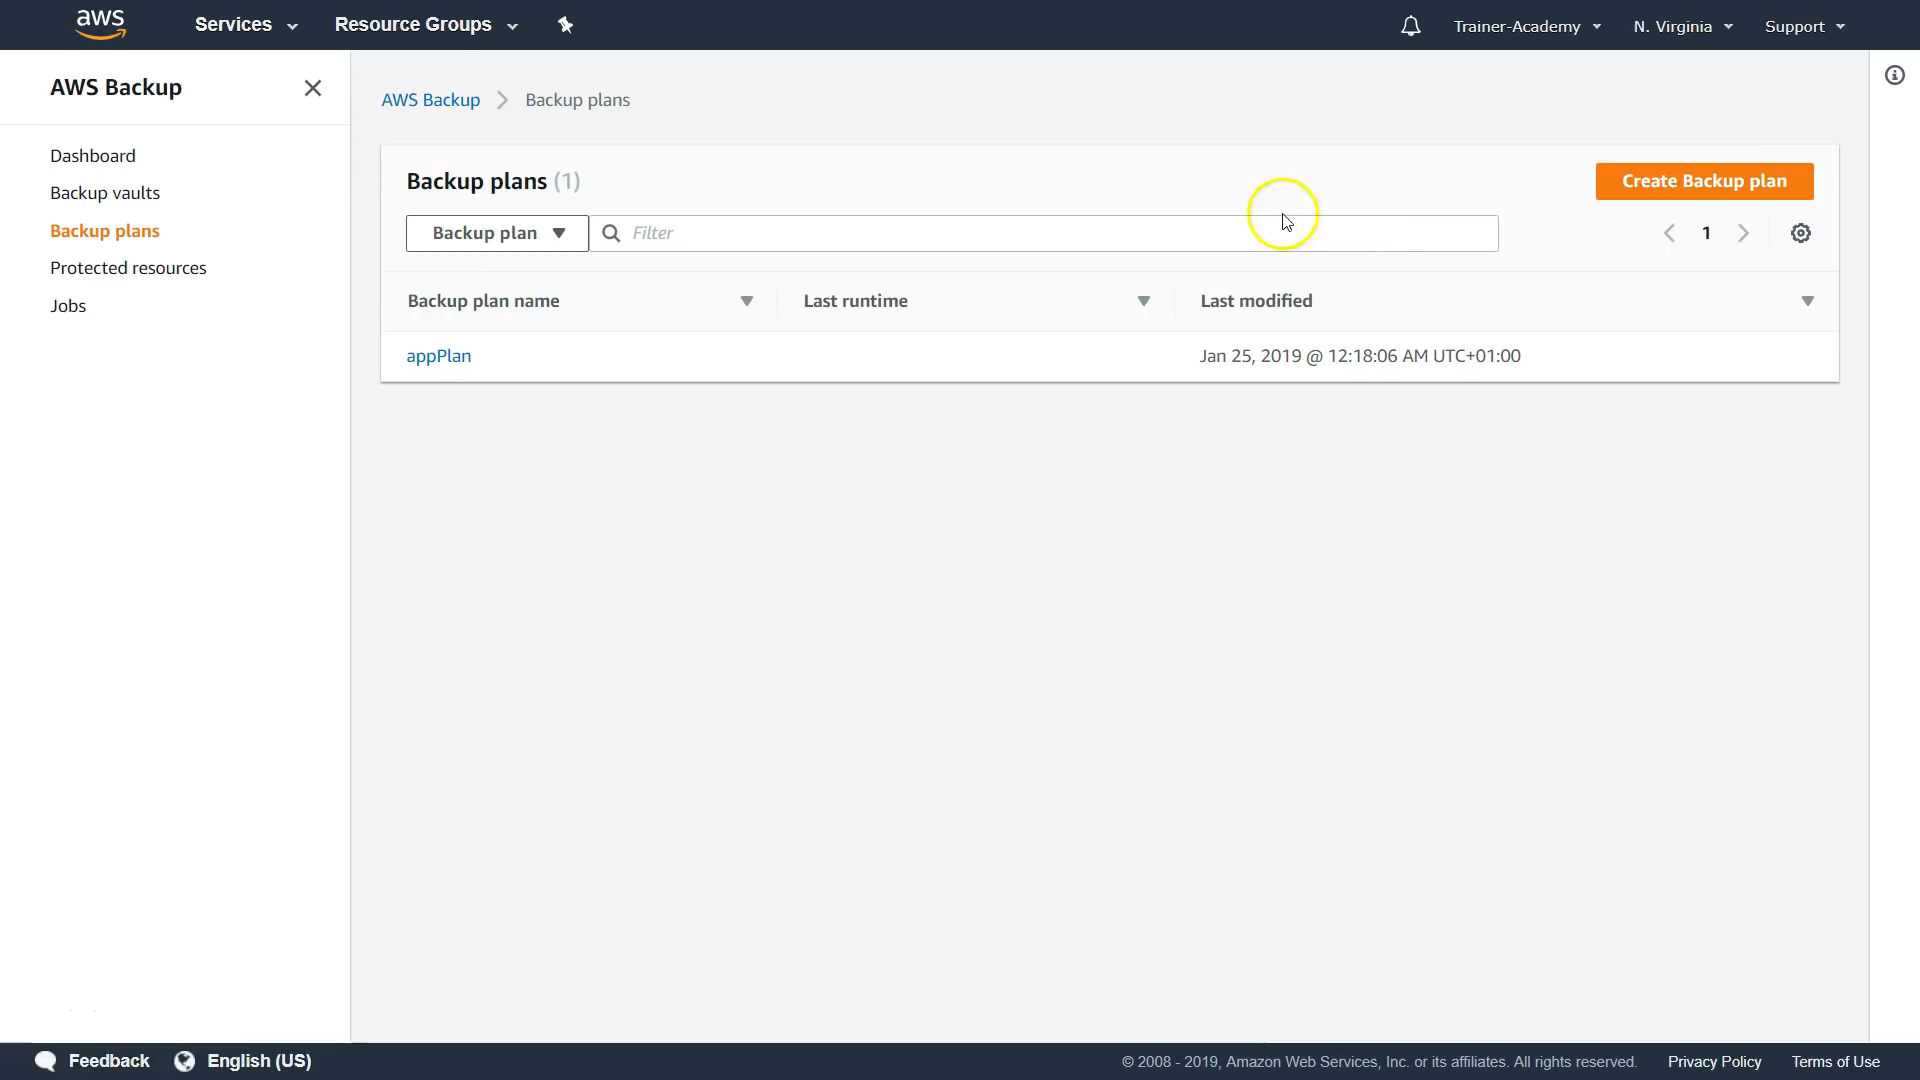 aws Services Resource Groups Trainer-Academy N. Virginia Support
AWS Backup
Dashboard
Backup vaults
Backup plans
Protected resources
Jobs
AWS Backup Backup plans
Backup plans (1) Create Backup plan
Backup plan Filter 1
Backup plan name Last runtime Last modified
appPlan Jan 25, 2019 @ 12:18:06 AM UTC+01:00
Feedback English (US) © 2008 - 2019, Amazon Web Services, Inc. or its affiliates. All rights reserved. Privacy Policy Terms of Use